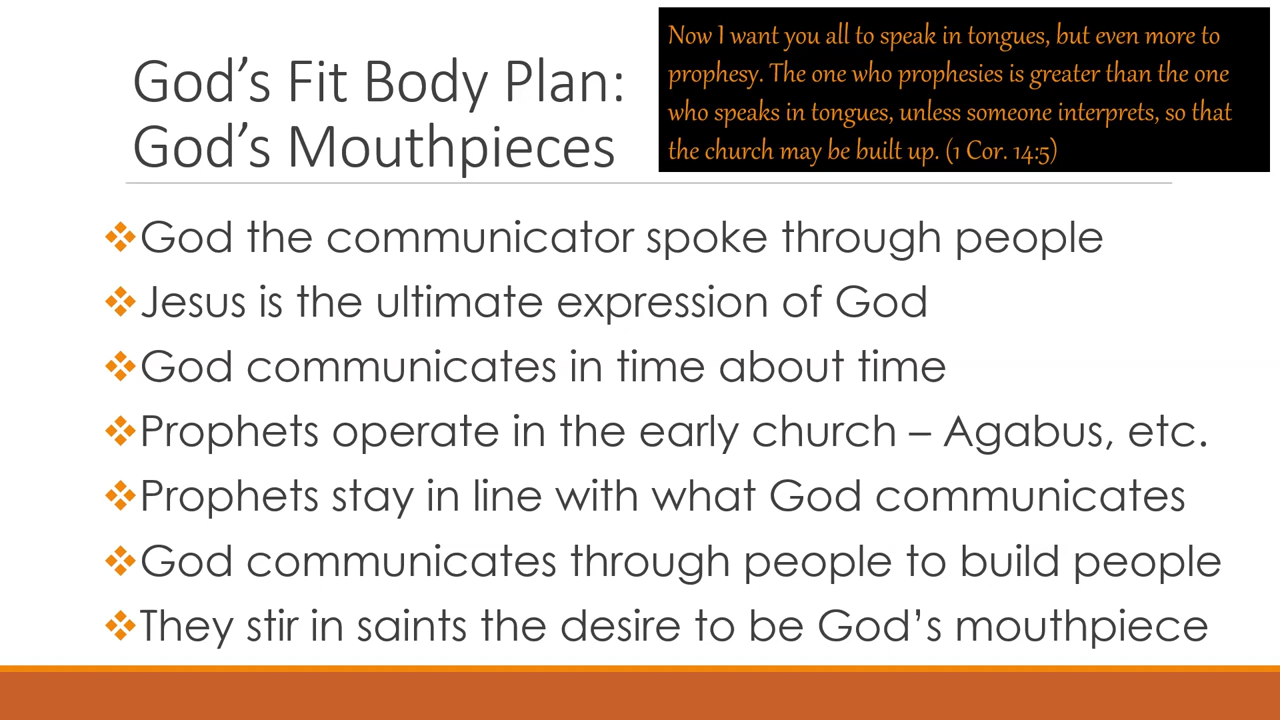 God’s Fit Body Plan:
God’s Mouthpieces
Now I want you all to speak in tongues, but even more to
prophesy. The one who prophesies is greater than the one
who speaks in tongues, unless someone interprets, so that
the church may be built up. (1 Cor. 14:5)
God the communicator spoke through people
Jesus is the ultimate expression of God
God communicates in time about time
Prophets operate in the early church – Agabus, etc.
Prophets stay in line with what God communicates
God communicates through people to build people
They stir in saints the desire to be God’s mouthpiece